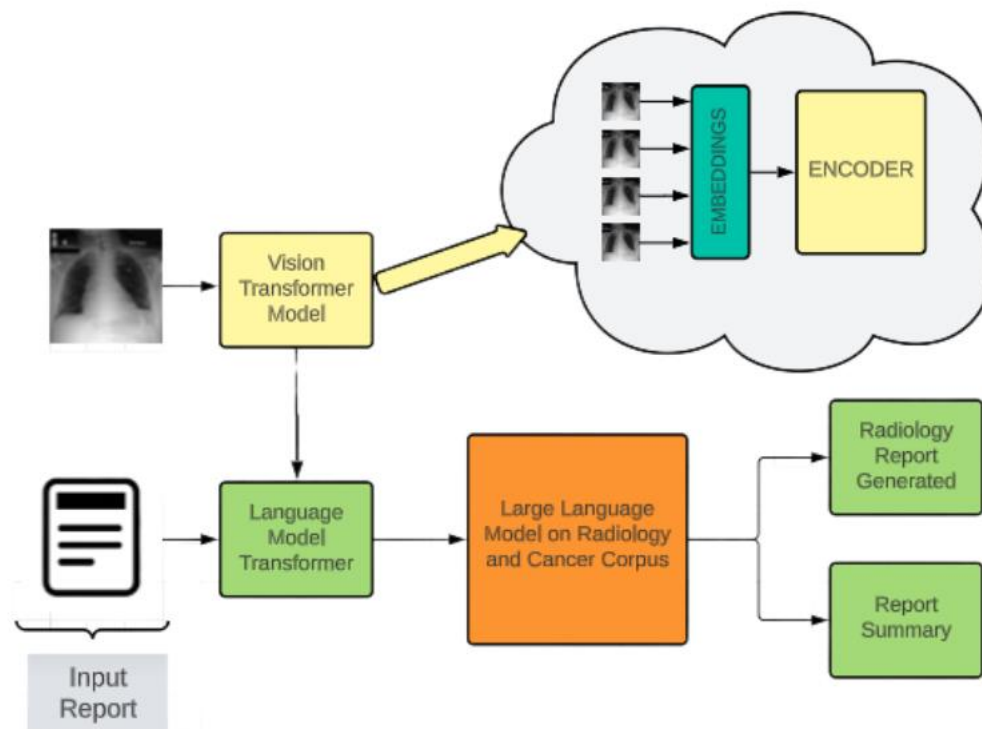 EMBEDDINGS
ENCODER
Vision
Transformer
Model
Language
Model
Transformer
Large Language
Model on Radiology
and Cancer Corpus
Radiology
Report
Generated
Report
Summary
Input
Report